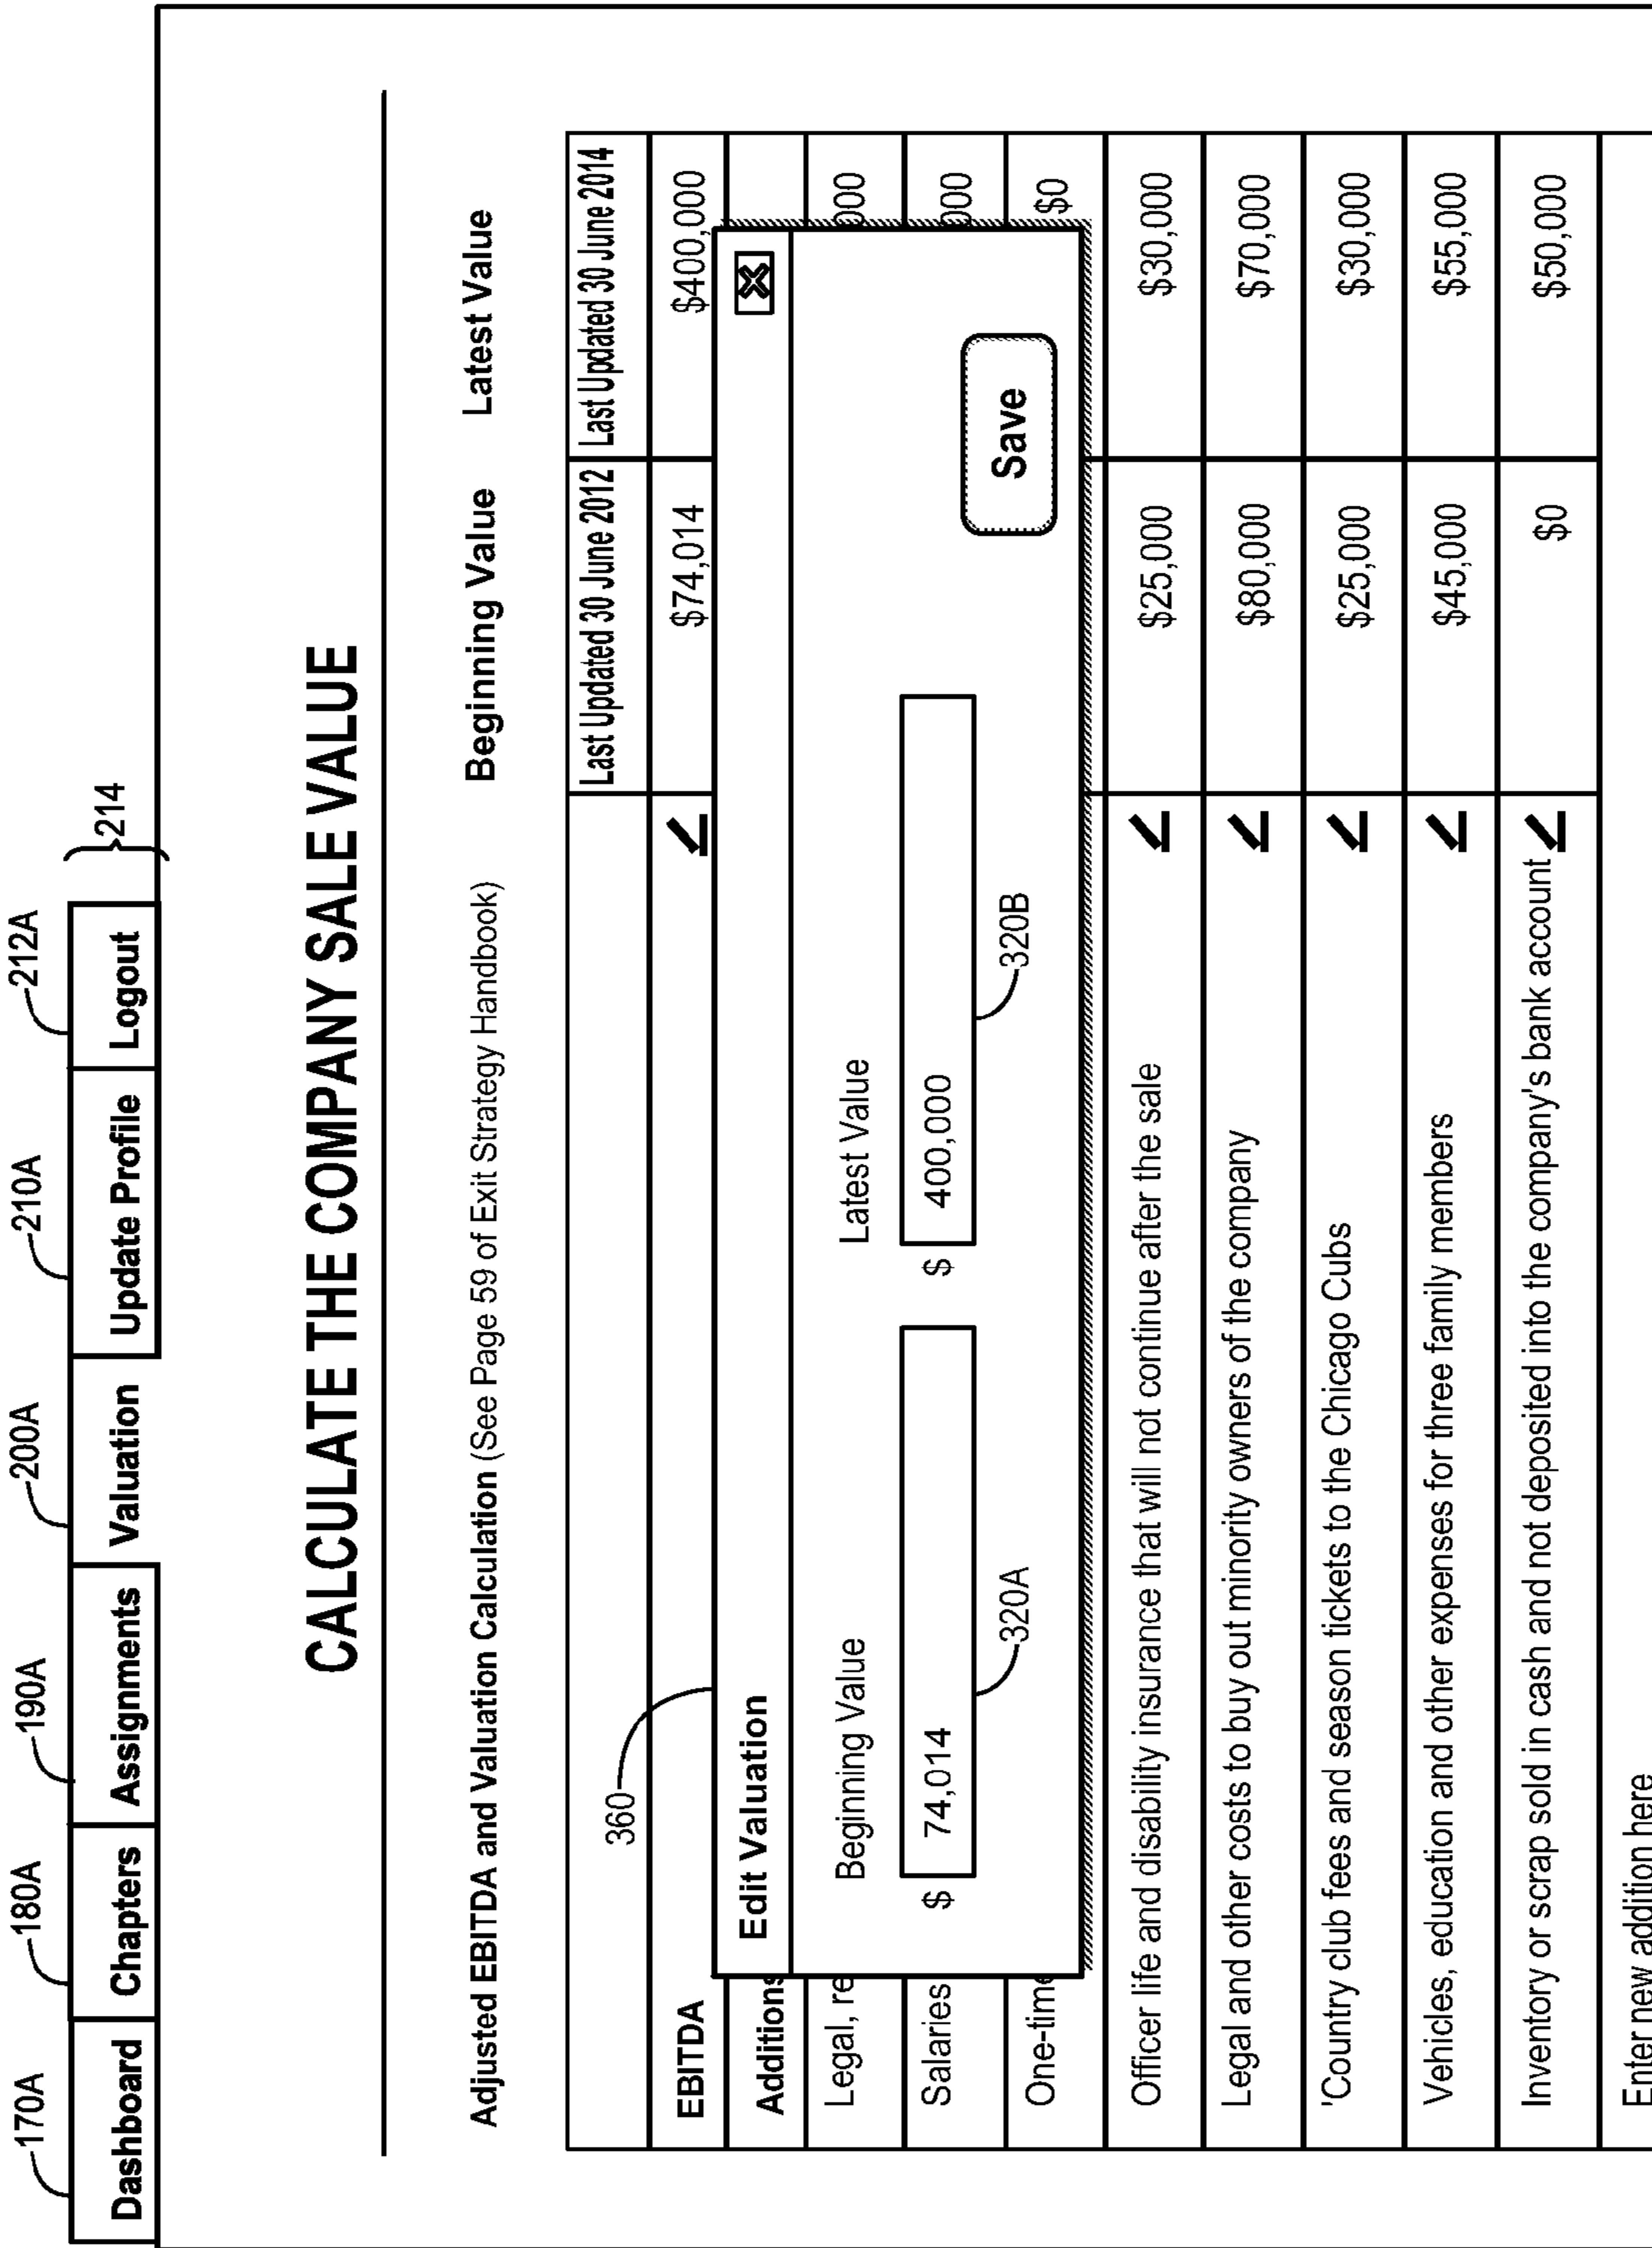 170A 180A 190A 200A 210A 212A
214
Dashboard Chapters Assignments Valuation Update Profile Logout
CALCULATE THE COMPANY SALE VALUE
Adjusted EBITDA and Valuation Calculation (See Page 59 of Exit Strategy Handbook) Beginning Value Latest Value
Last Updated 30 June 2012 Last Updated 30 June 2014
360
EBITDA $74,014 $400,000
Additions
Edit Valuation
Legal, re 000
Beginning Value Latest Value
Salaries 000
$ 74,014 $ 400,000
Save
One-time $0
320A 320B
Officer life and disability insurance that will not continue after the sale $25,000 $30,000
Legal and other costs to buy out minority owners of the company $80,000 $70,000
'Country club fees and season tickets to the Chicago Cubs $25,000 $30,000
Vehicles, education and other expenses for three family members $45,000 $55,000
Inventory or scrap sold in cash and not deposited into the company's bank account $0 $50,000
Enter new addition here